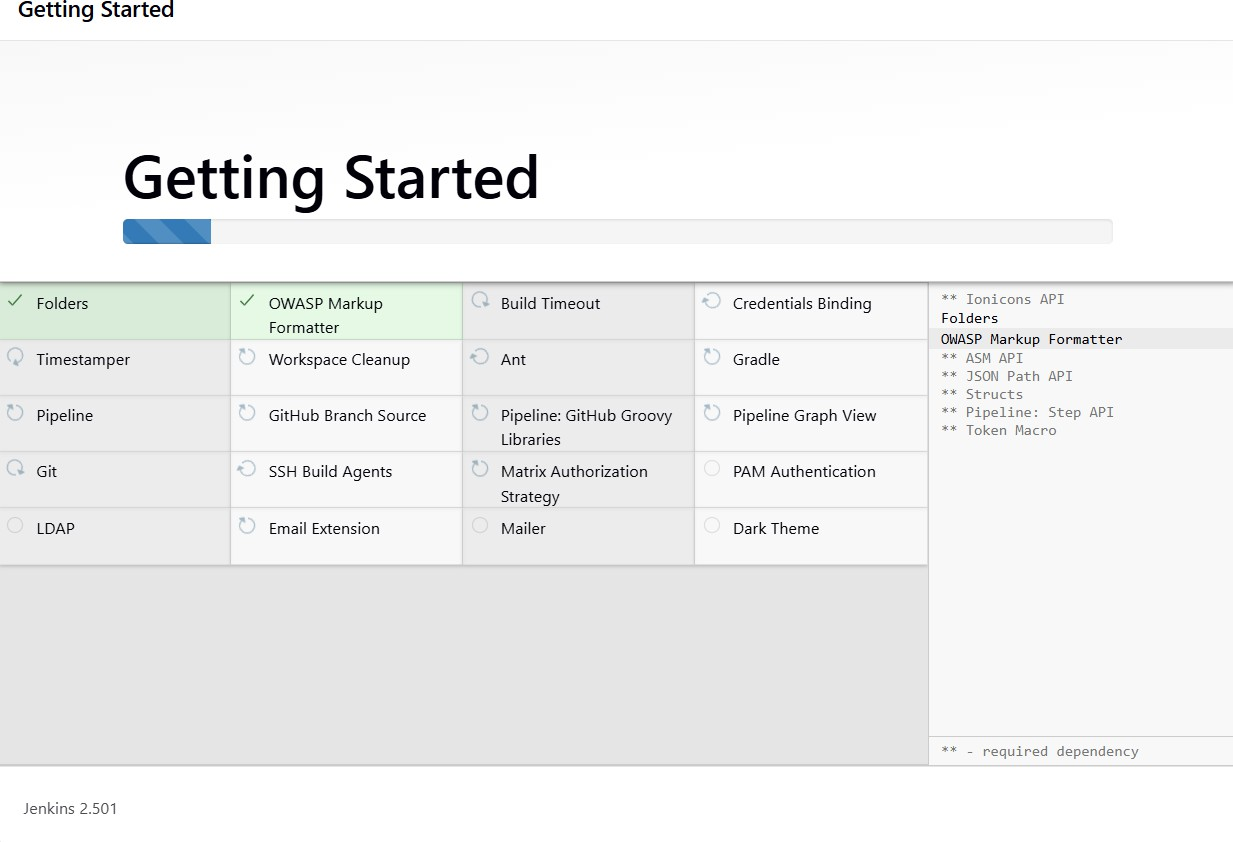 Getting Started
Getting Started
Folders
OWASP Markup
Formatter
Build Timeout
Credentials Binding
Timestamper
Workspace Cleanup
Ant
Gradle
Pipeline
GitHub Branch Source
Pipeline: GitHub Groovy
Libraries
Pipeline Graph View
Git
SSH Build Agents
Matrix Authorization
Strategy
PAM Authentication
LDAP
Email Extension
Mailer
Dark Theme
** Ionicons API
Folders
OWASP Markup Formatter
** ASM API
** JSON Path API
** Structs
** Pipeline: Step API
** Token Macro
** - required dependency
Jenkins 2.501